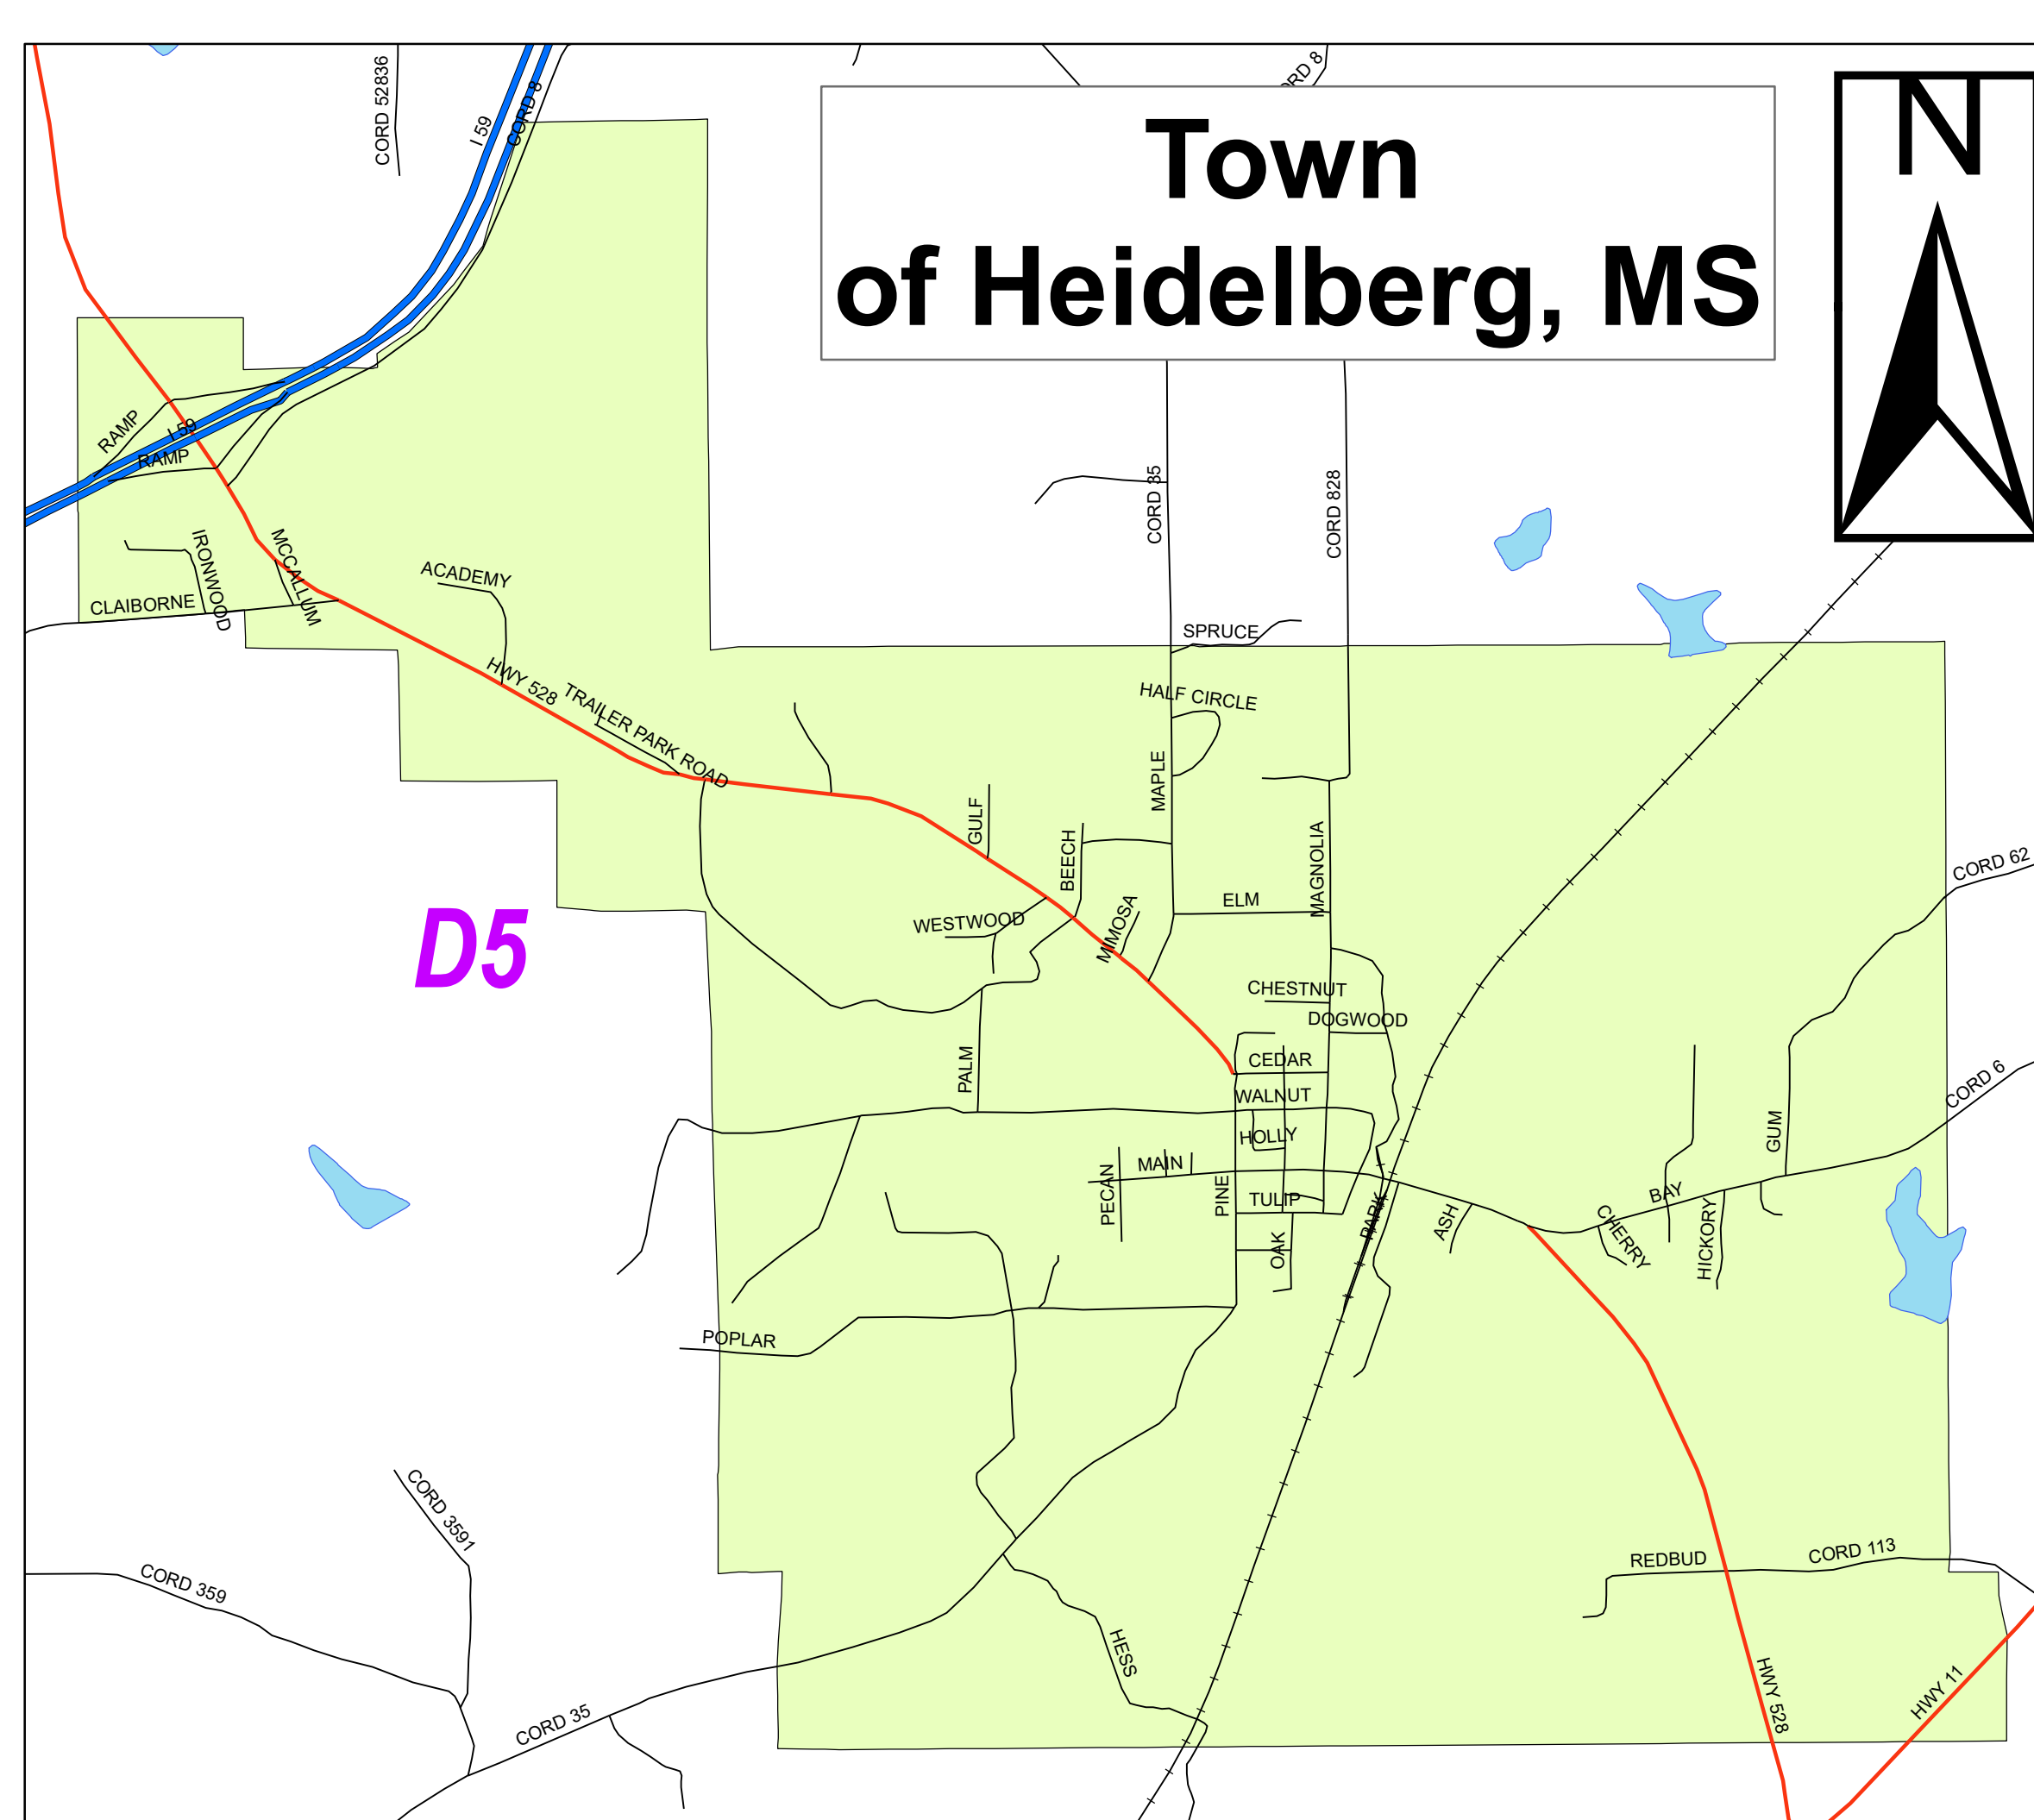 CORD 52836
I 59
CORD 8
ORD 8
Town
of Heidelberg, MS
N
RAMP
I 59
RAMP
CORD 35
CORD 828
IRONWOOD
MCCALLUM
ACADEMY
CLAIBORNE
SPRUCE
HWY 528
TRAILER PARK ROAD
HALF CIRCLE
MAPLE
GULF
BEECH
MAGNOLIA
CORD 62
D5
WESTWOOD
MIMOSA
ELM
CHESTNUT
DOGWOOD
PALM
CEDAR
WALNUT
CORD 6
GUM
HOLLY
PECAN
MAIN
PINE
TULIP
PARK
ASH
BAY
CHERRY
HICKORY
OAK
POPLAR
CORD 3591
CORD 359
REDBUD
CORD 113
HESS
HWY 528
HWY 11
CORD 35